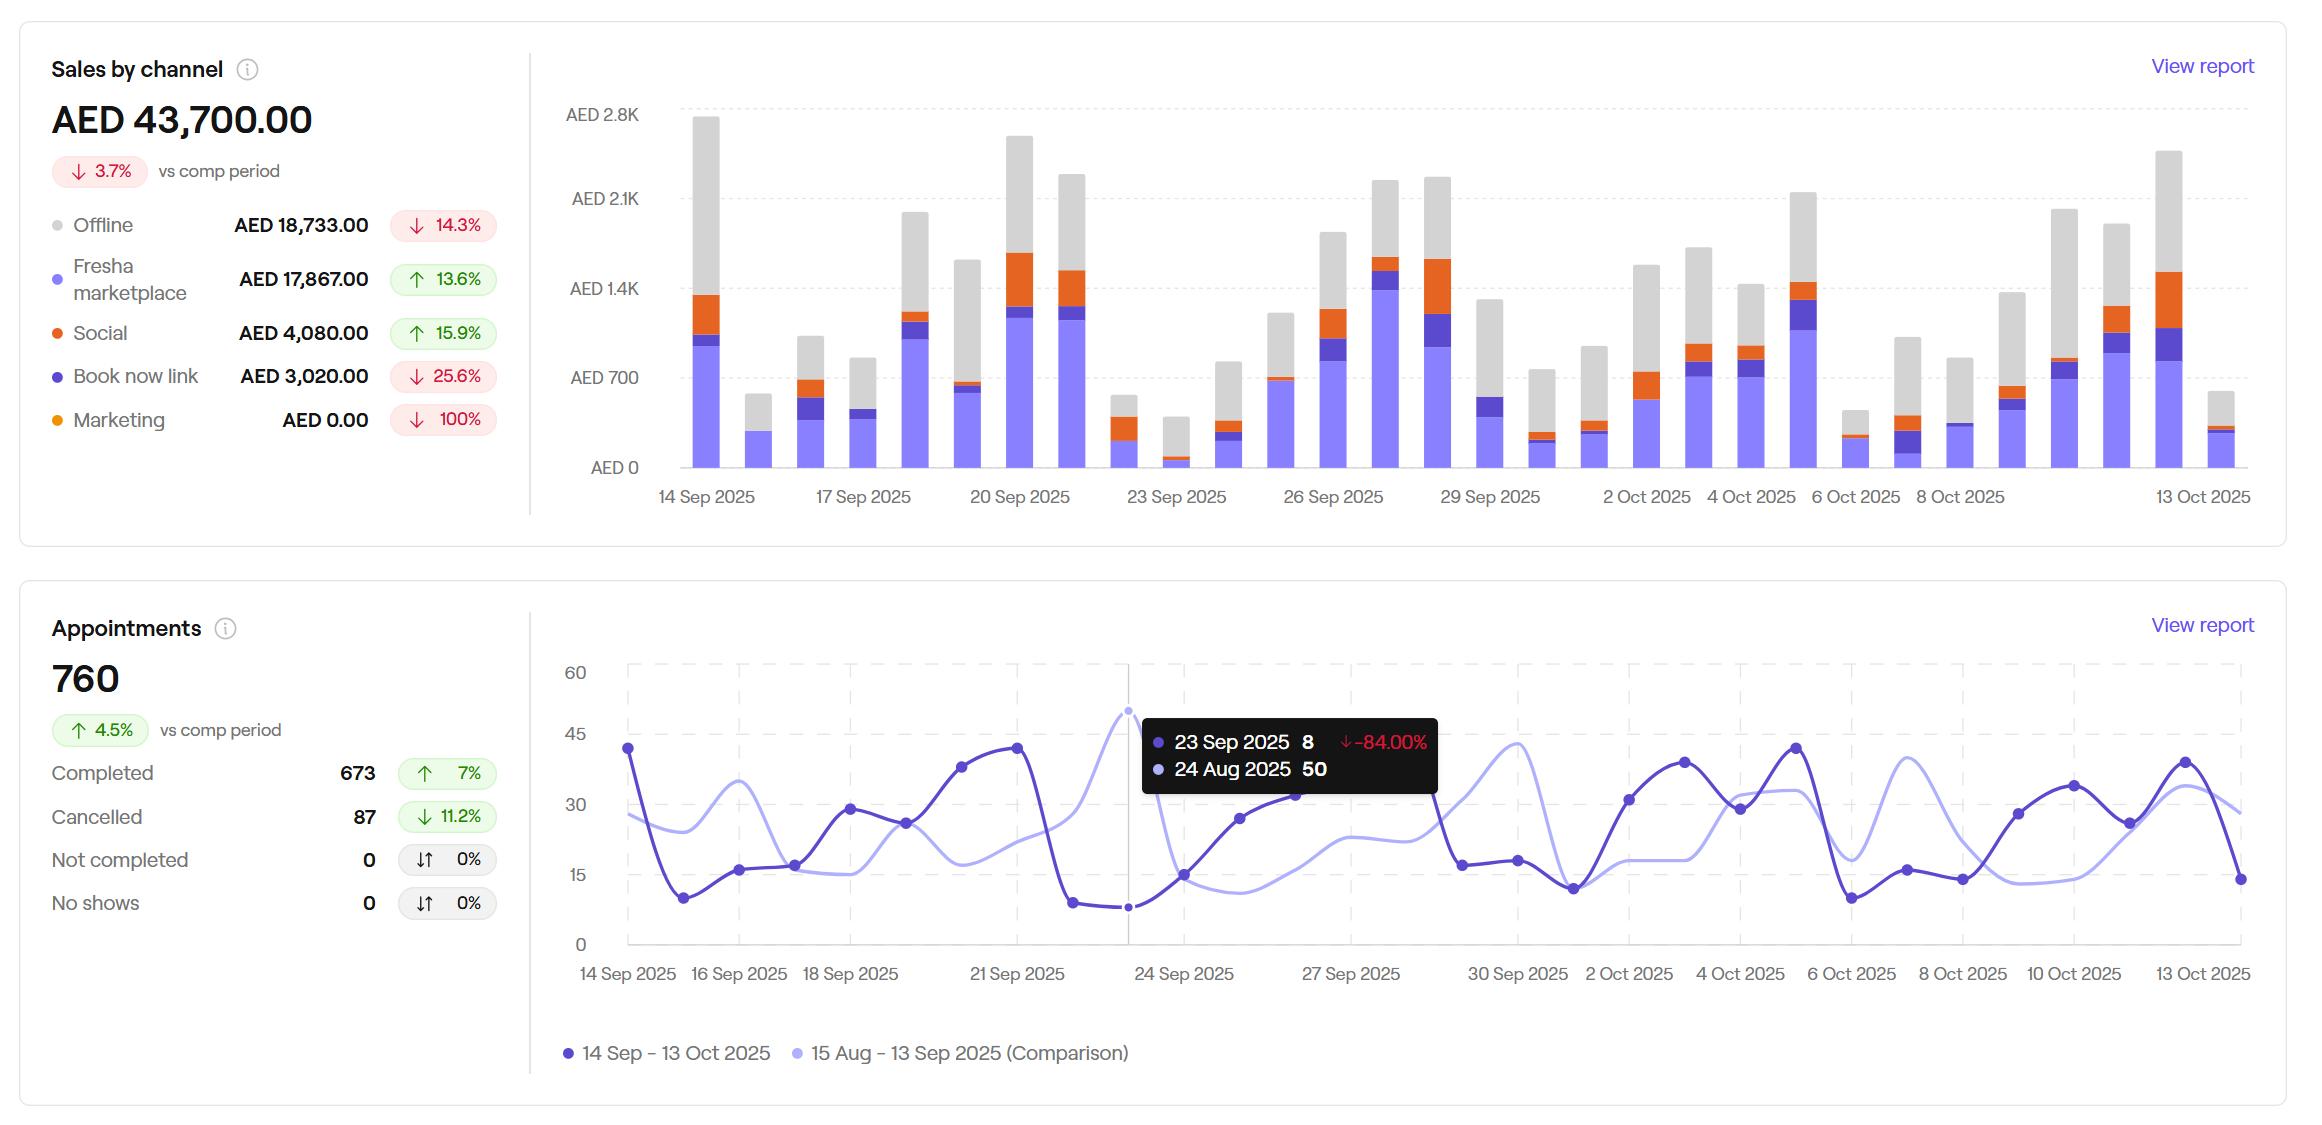 Sales by channel
View report
AED 43,700.00
3.7% vs comp period
Offline AED 18,733.00 14.3%
Fresha marketplace AED 17,867.00 13.6%
Social AED 4,080.00 15.9%
Book now link AED 3,020.00 25.6%
Marketing AED 0.00 100%
AED 2.8K
AED 2.1K
AED 1.4K
AED 700
AED 0
14 Sep 2025 17 Sep 2025 20 Sep 2025 23 Sep 2025 26 Sep 2025 29 Sep 2025 2 Oct 2025 4 Oct 2025 6 Oct 2025 8 Oct 2025 13 Oct 2025
Appointments
View report
760
4.5% vs comp period
Completed 673 7%
Cancelled 87 11.2%
Not completed 0 0%
No shows 0 0%
60
45
30
15
0
23 Sep 2025 8 -84.00%
24 Aug 2025 50
14 Sep 2025 16 Sep 2025 18 Sep 2025 21 Sep 2025 24 Sep 2025 27 Sep 2025 30 Sep 2025 2 Oct 2025 4 Oct 2025 6 Oct 2025 8 Oct 2025 10 Oct 2025 13 Oct 2025
14 Sep - 13 Oct 2025 15 Aug - 13 Sep 2025 (Comparison)